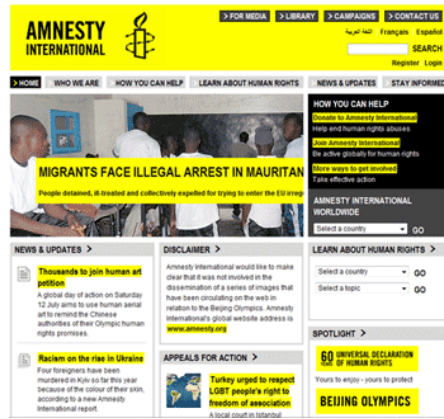 AMNESTY
INTERNATIONAL
> FOR MEDIA > LIBRARY > CAMPAIGNS > CONTACT US
اللغة العربية Français Español
SEARCH
Register Login
> HOME WHO WE ARE HOW YOU CAN HELP LEARN ABOUT HUMAN RIGHTS NEWS & UPDATES STAY INFORMED
MIGRANTS FACE ILLEGAL ARREST IN MAURITAN
People detained, ill-treated and collectively expelled for trying to enter the EU irreg
HOW YOU CAN HELP
Donate to Amnesty International
Help end human rights abuses
Join Amnesty International
Be active globally for human rights
More ways to get involved
Take effective action
AMNESTY INTERNATIONAL
WORLDWIDE
Select a country GO
NEWS & UPDATES >
Thousands to join human art
petition
A global day of action on Saturday
12 July aims to use human aerial
art to remind the Chinese
authorities of their Olympic human
rights promises.
Racism on the rise in Ukraine
Four foreigners have been
murdered in Kyiv so far this year
because of the colour of their skin,
according to a new Amnesty
International report.
DISCLAIMER >
Amnesty International would like to make
clear that it was not involved in the
dissemination of a series of images that
have been circulating on the web in
relation to the Beijing Olympics. Amnesty
International's global website address is
www.amnesty.org
APPEALS FOR ACTION >
Turkey urged to respect
LGBT people's right to
freedom of association
A local court in Istanbul
LEARN ABOUT HUMAN RIGHTS >
Select a country GO
Select a topic GO
SPOTLIGHT >
60 YEARS UNIVERSAL DECLARATION
OF HUMAN RIGHTS
Yours to enjoy - yours to protect
BEIJING OLYMPICS